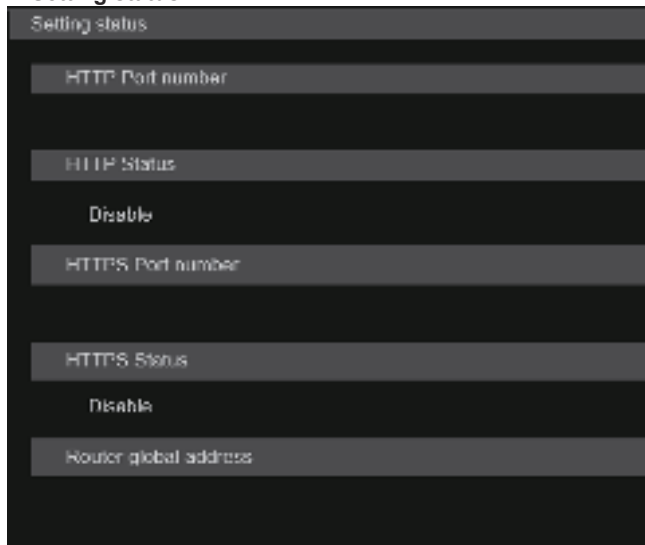 Setting status
HTTP Port number
HTTP Status
Disable
HTTPS Port number
HTTPS Status
Disable
Router global address